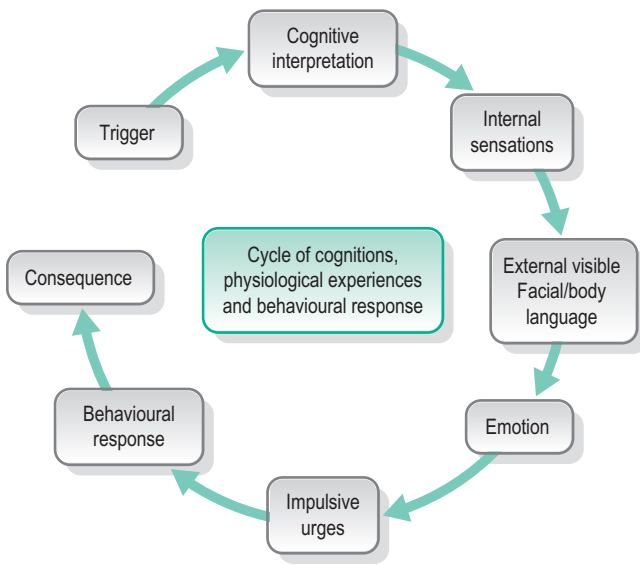 Cognitive
interpretation
Trigger
Internal
sensations
Cycle of cognitions,
physiological experiences
and behavioural response
External visible
Facial/body
language
Consequence
Behavioural
response
Emotion
Impulsive
urges